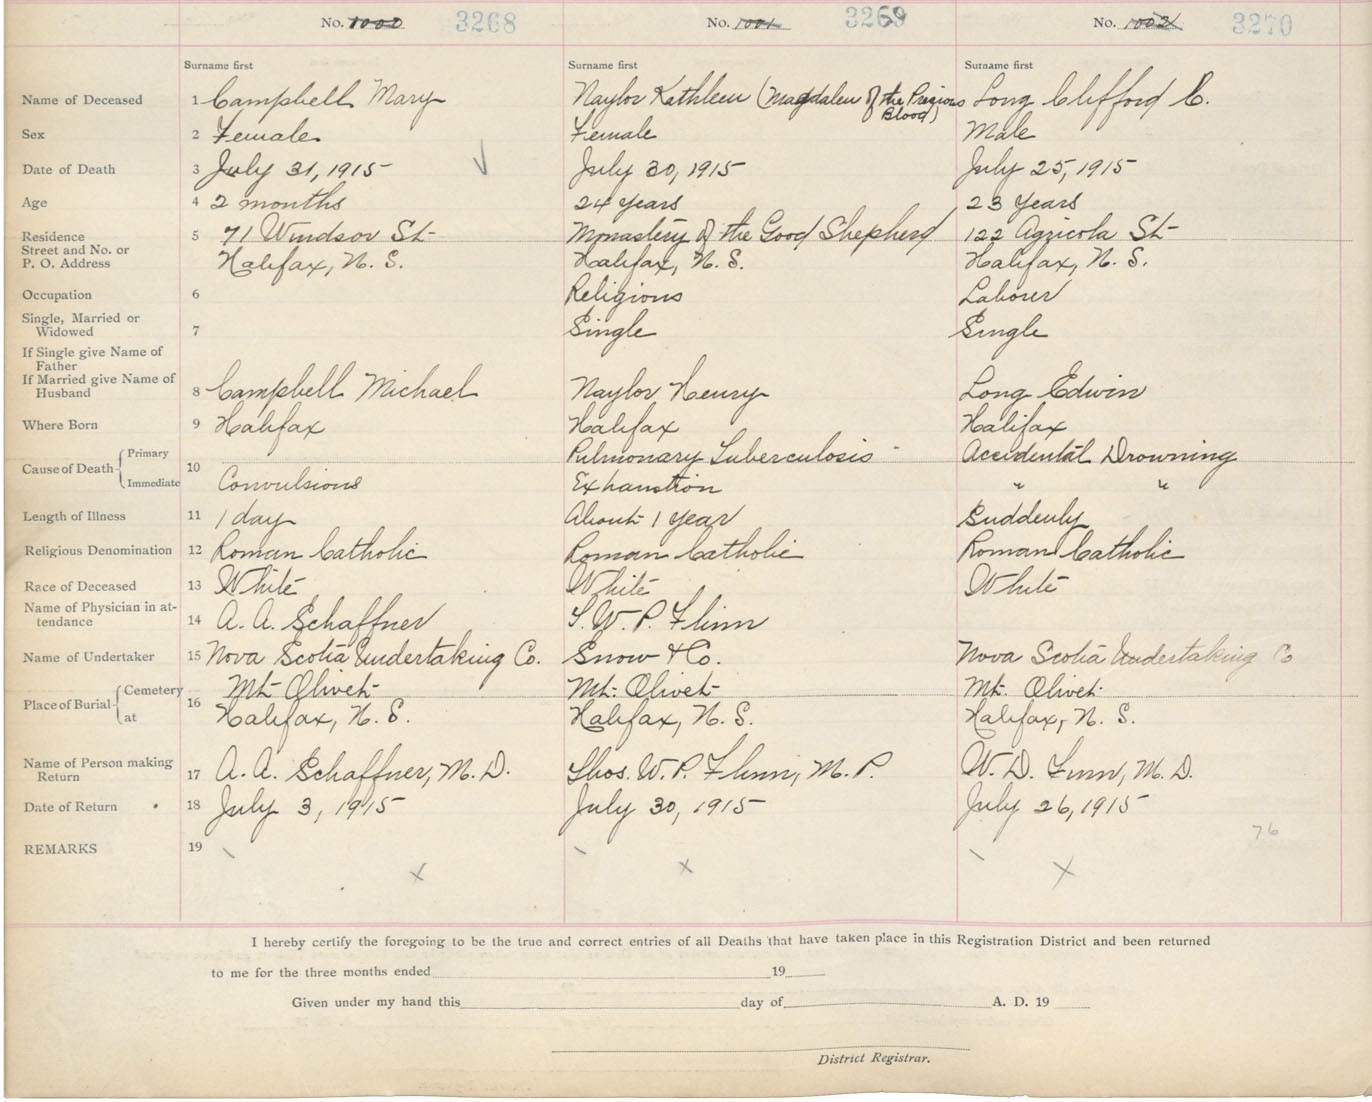 No. 1000 3268 No. 1001 3269 No. 1002 3270
Surname first Surname first Surname first
Name of Deceased 1 Campbell Mary Naylor Kathleen (Magdalen of the Precious Blood) Long Clifford C.
Sex 2 Female Female Male
Date of Death 3 July 31, 1915 July 30, 1915 July 25, 1915
Age 4 2 months 24 years 23 years
Residence 5 71 Windsor St Monastery of the Good Shepherd 122 Agricola St
Street and No. or
P. O. Address Halifax, N. S. Halifax, N. S. Halifax, N. S.
Occupation 6 Religious Laborer
Single, Married or
Widowed 7 Single Single
If Single give Name of
Father
If Married give Name of
Husband 8 Campbell Michael Naylor Henry Long Edwin
Where Born 9 Halifax Halifax Halifax
Cause of Death Primary 10 Pulmonary Tuberculosis Accidental Drowning
Immediate Convulsions Exhaustion " "
Length of Illness 11 1 day About 1 year Suddenly
Religious Denomination 12 Roman Catholic Roman Catholic Roman Catholic
Race of Deceased 13 White White White
Name of Physician in at-
tendance 14 A. A. Schaffner T. W. P. Flinn
Name of Undertaker 15 Nova Scotia Undertaking Co. Snow & Co. Nova Scotia Undertaking Co
Place of Burial Cemetery 16 Mt Olivet Mt. Olivet Mt. Olivet
at Halifax, N. S. Halifax, N. S. Halifax, N. S.
Name of Person making
Return 17 A. A. Schaffner, M. D. Thos. W. P. Flinn, M. P. W. D. Finn, M. D.
Date of Return 18 July 3, 1915 July 30, 1915 July 26, 1915
76
REMARKS 19
I hereby certify the foregoing to be the true and correct entries of all Deaths that have taken place in this Registration District and been returned
to me for the three months ended 19
Given under my hand this day of A. D. 19
District Registrar.